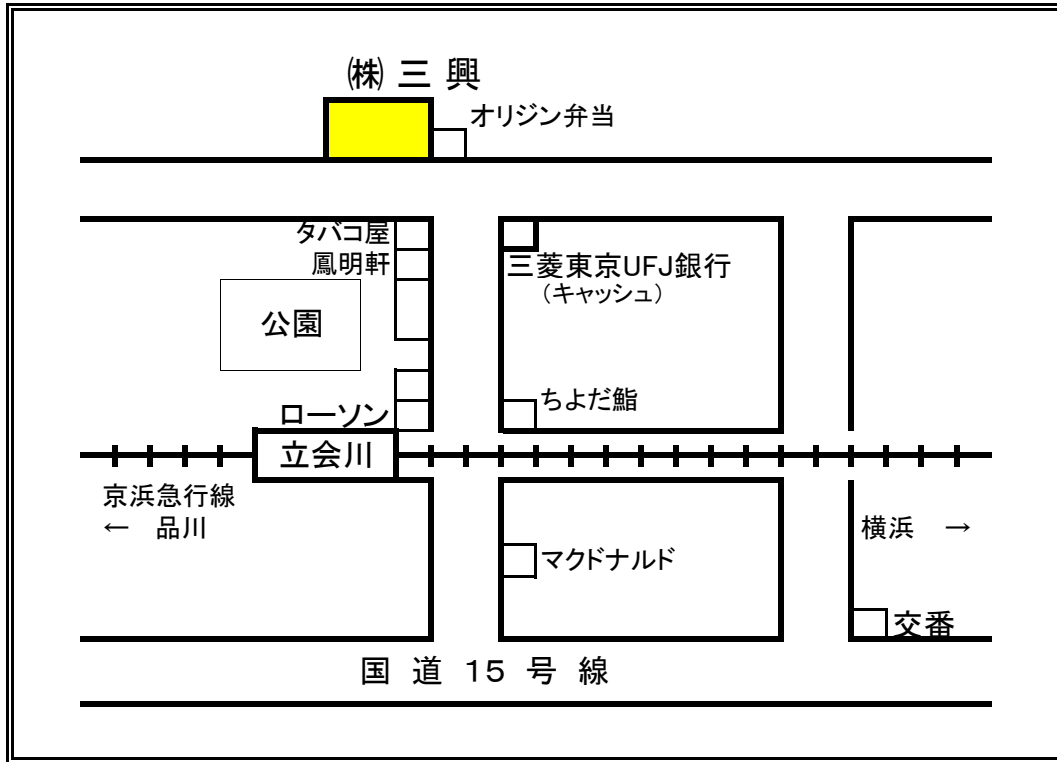 ㈱ 三 興
オリジン弁当
タバコ屋
鳳明軒
三菱東京UFJ銀行
（キャッシュ）
公園
ちよだ鮨
ローソン
立会川
京浜急行線
← 品川
横浜 →
マクドナルド
交番
国 道 15 号 線